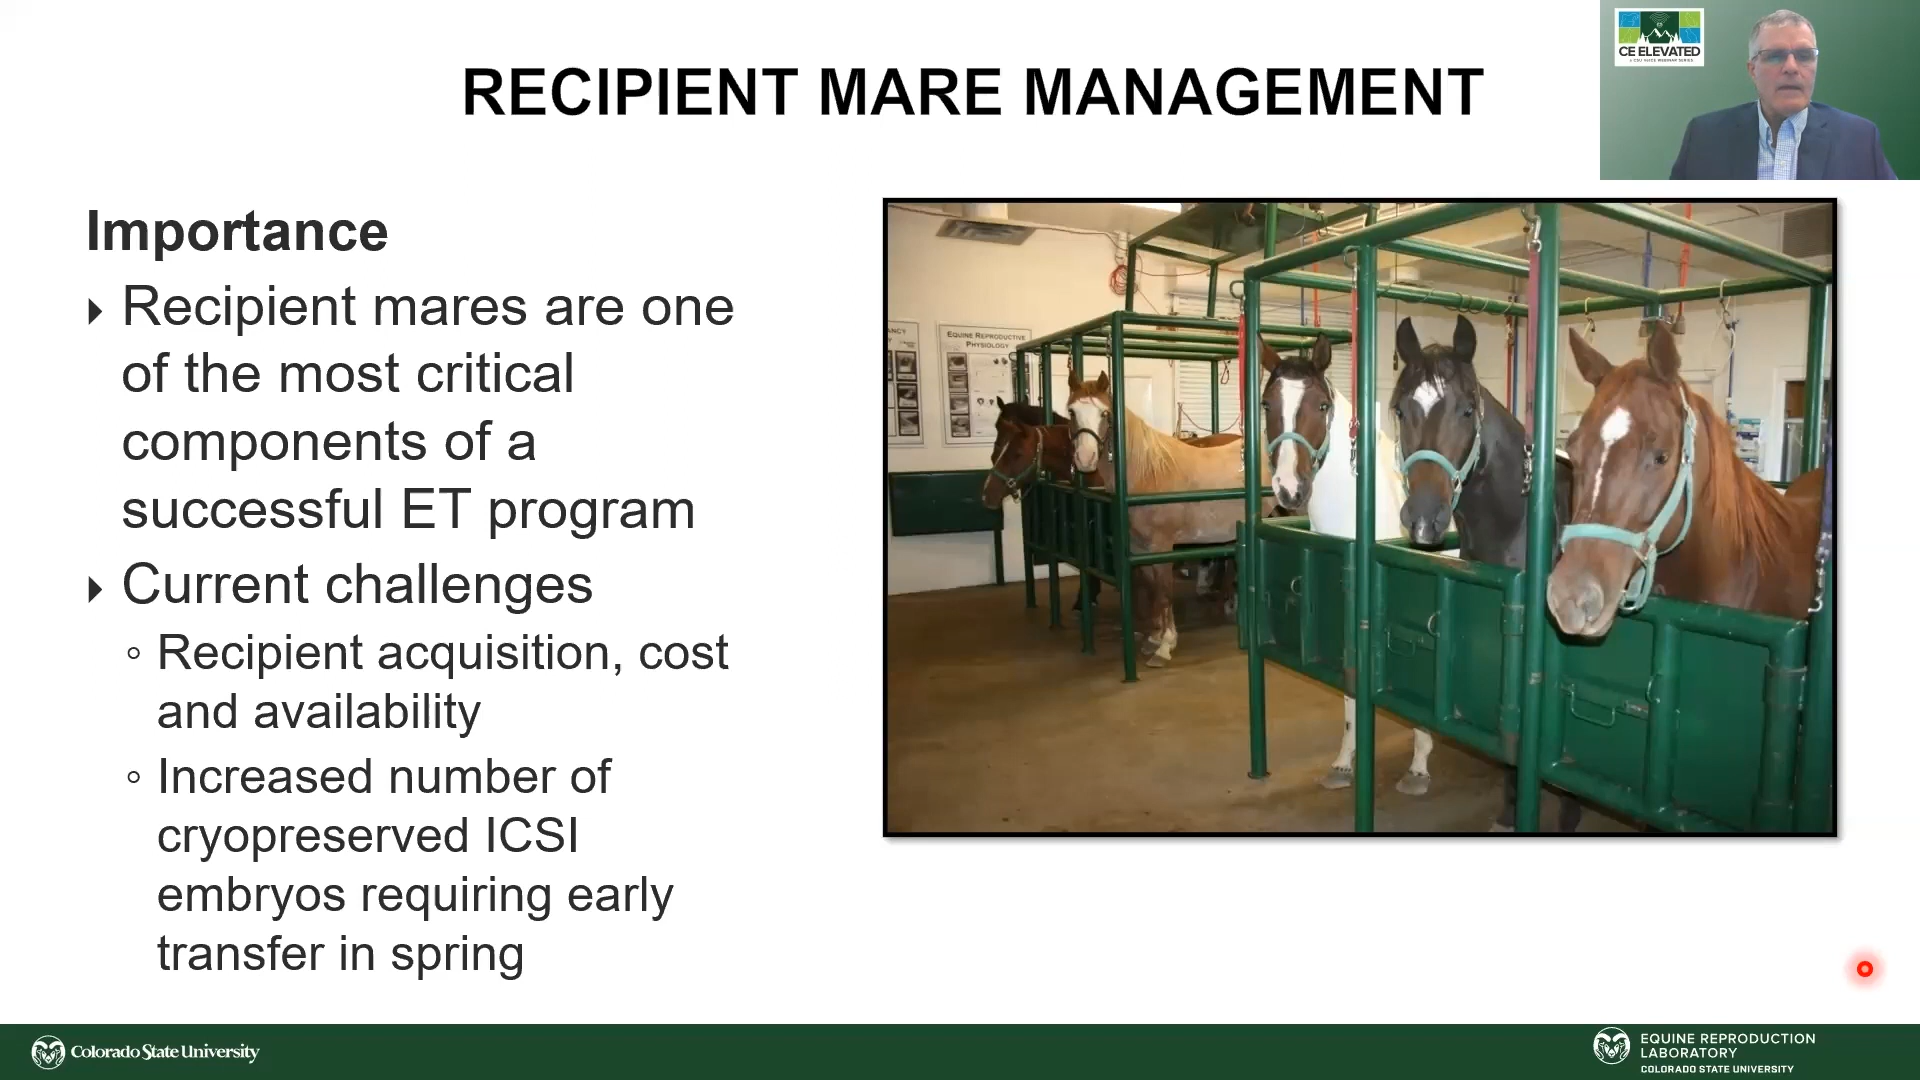 CE ELEVATED
RECIPIENT MARE MANAGEMENT
Importance
Recipient mares are one
of the most critical
components of a
successful ET program
Current challenges
Recipient acquisition, cost
and availability
Increased number of
cryopreserved ICSI
embryos requiring early
transfer in spring
EQUINE REPRODUCTIVE
PHYSIOLOGY
Colorado State University
EQUINE REPRODUCTION
LABORATORY
COLORADO STATE UNIVERSITY